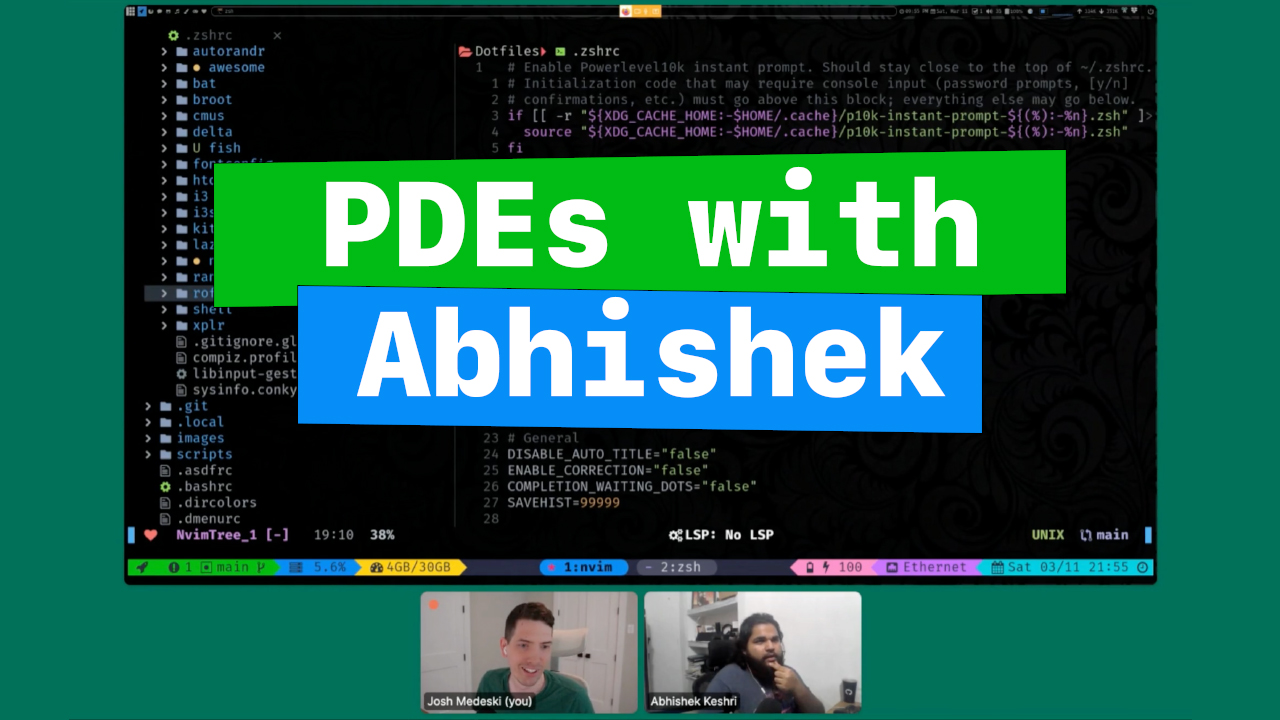 .zshrc
autorandr
awesome
bat
broot
cmus
delta
U fish
i3
xplr
.gitignore.gl
compiz.profil
libinput-gest
sysinfo.conky
.git
.local
images
scripts
.asdfrc
.bashrc
.dircolors
.dmenurc
Dotfiles .zshrc
1 # Enable Powerlevel10k instant prompt. Should stay close to the top of ~/.zshrc.
1 # Initialization code that may require console input (password prompts, [y/n]
2 # confirmations, etc.) must go above this block; everything else may go below.
3 if [[ -r "${XDG_CACHE_HOME:-$HOME/.cache}/p10k-instant-prompt-${(%):-%n}.zsh" ]>
4 source "${XDG_CACHE_HOME:-$HOME/.cache}/p10k-instant-prompt-${(%):-%n}.zsh"
5 fi
PDEs with
Abhishek
23 # General
24 DISABLE_AUTO_TITLE="false"
25 ENABLE_CORRECTION="false"
26 COMPLETION_WAITING_DOTS="false"
27 SAVEHIST=99999
28
NvimTree_1 [-] 19:10 38% LSP: No LSP UNIX main
1 main 5.6% 4GB/30GB 1:nvim - 2:zsh 100 Ethernet Sat 03/11 21:55
Josh Medeski (you)
Abhishek Keshri